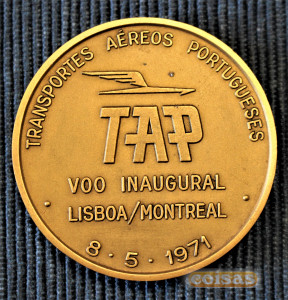 TRANSPORTES AÉREOS PORTUGUESES
TAP
VOO INAUGURAL
LISBOA/MONTREAL
8·5·1971
coisas